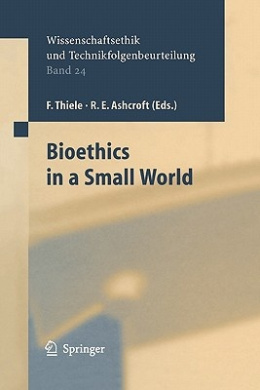 Wissenschaftsethik
und Technikfolgenbeurteilung
Band 24
F. Thiele · R. E. Ashcroft (Eds.)
Bioethics
in a Small World
Springer